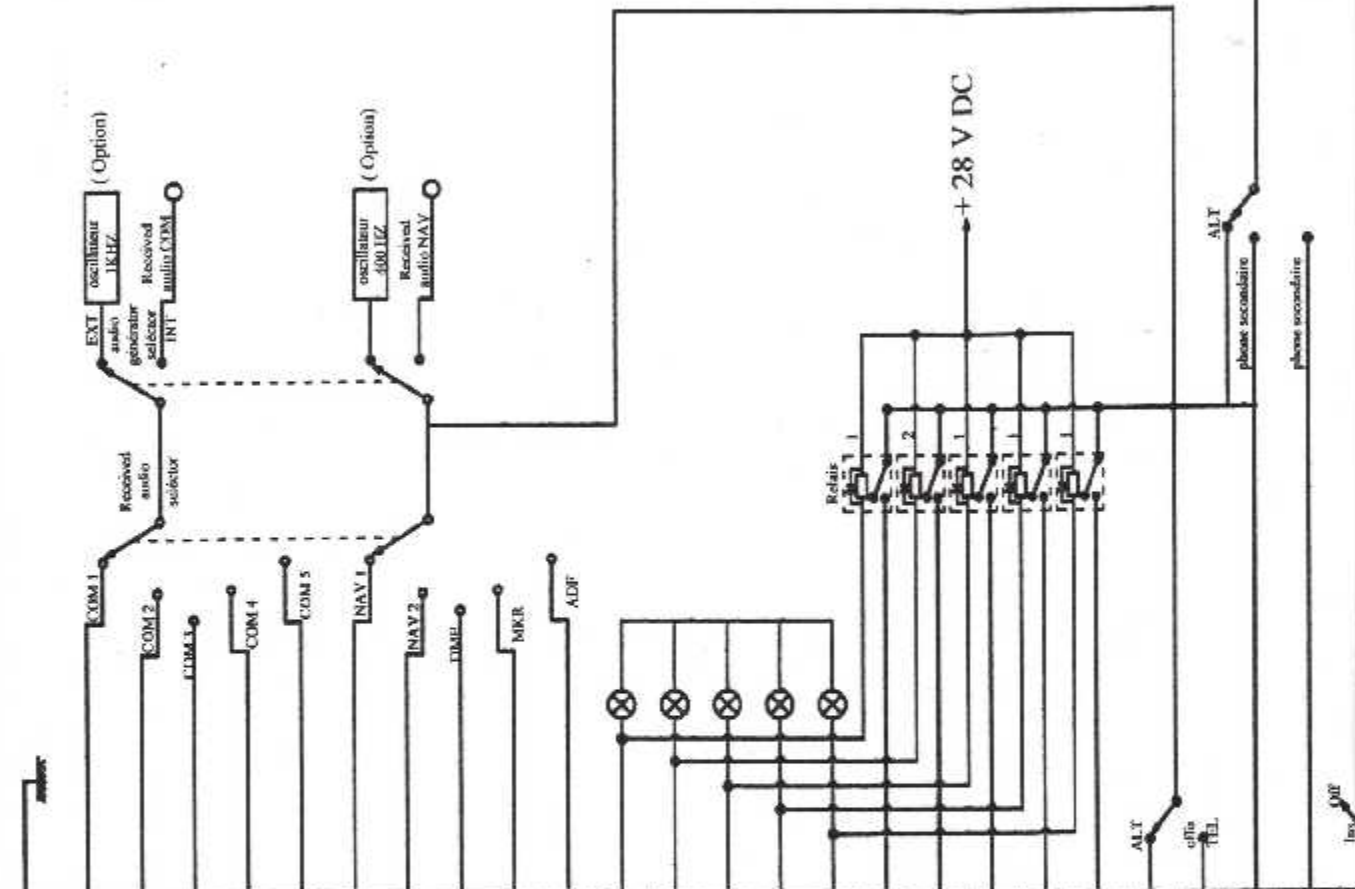 ( Option)
oscillateur
1KHZ
EXT
audio
générator
seléctor
INT
Received
audio COM
( Option)
oscillateur
400 HZ
Received
audio NAV
Received
audio
seléctor
COM 1
COM 2
COM 3
COM 4
COM 5
NAV 1
NAV 2
DME
MKR
ADF
+ 28 V DC
Relais
1
2
1
1
1
ALT
phone secondaire
phone secondaire
ALT
TEL
Off